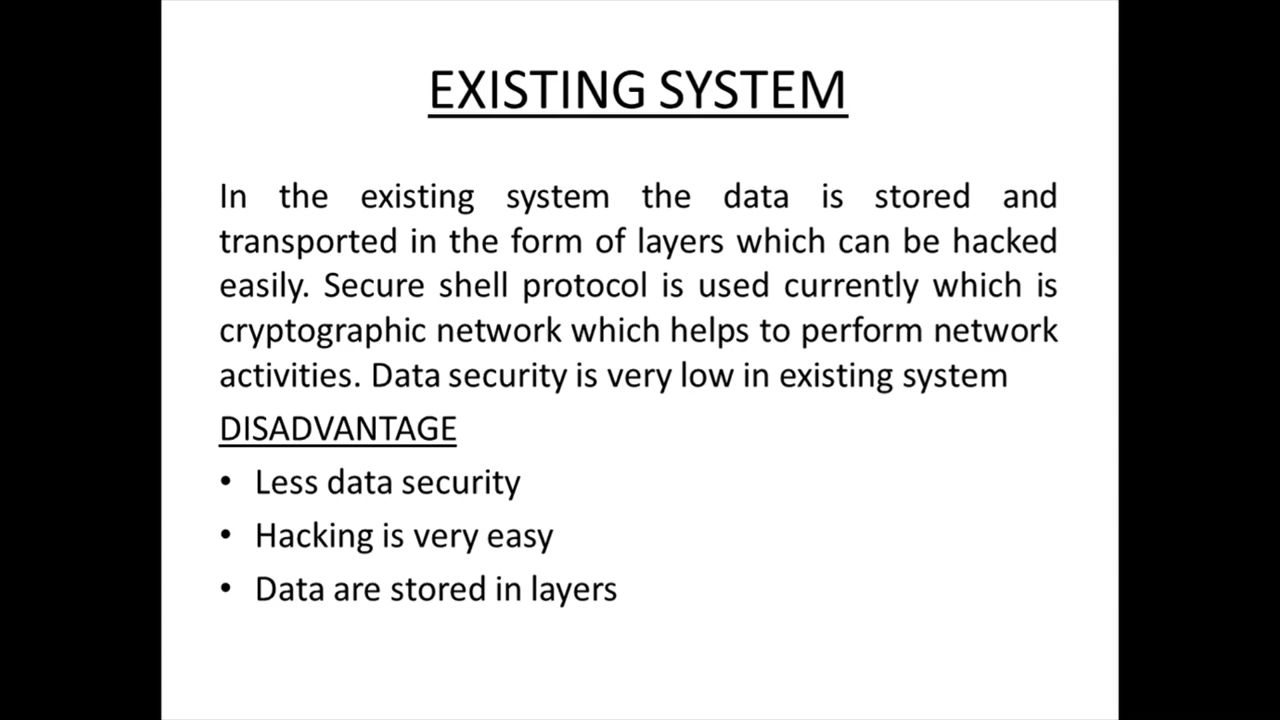 EXISTING SYSTEM
In the existing system the data is stored and
transported in the form of layers which can be hacked
easily. Secure shell protocol is used currently which is
cryptographic network which helps to perform network
activities. Data security is very low in existing system
DISADVANTAGE
• Less data security
• Hacking is very easy
• Data are stored in layers